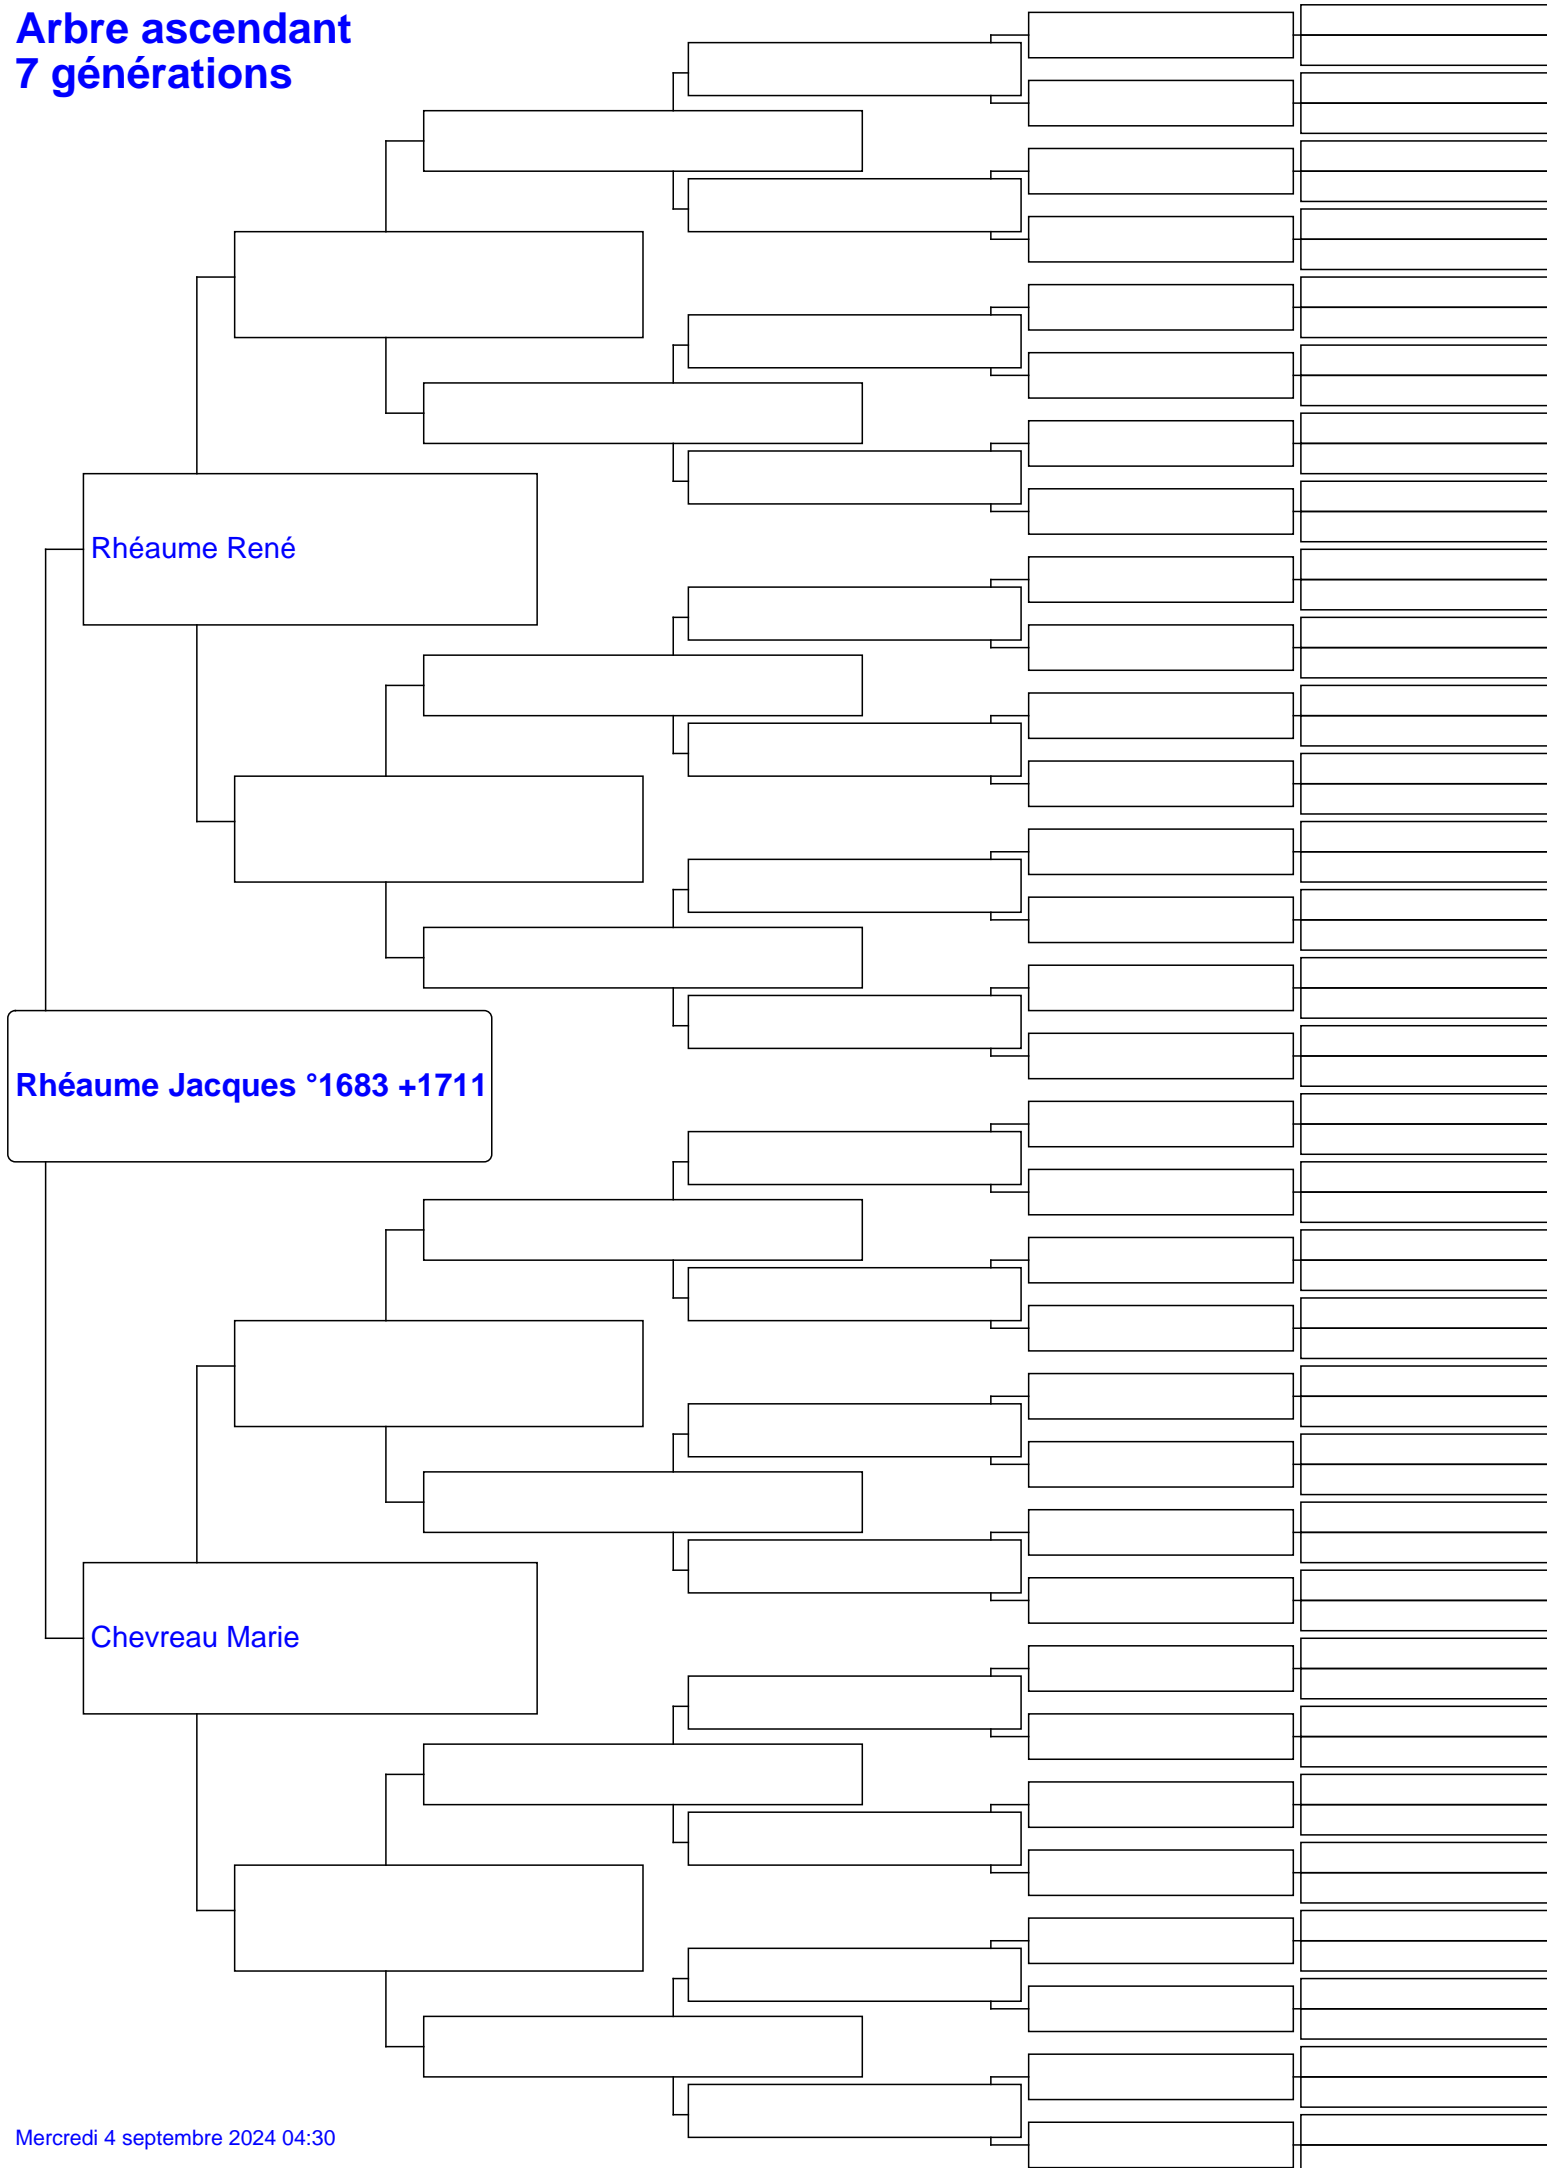 Arbre ascendant
7 générations
Rhéaume René
Rhéaume Jacques °1683 +1711
Chevreau Marie
Mercredi 4 septembre 2024 04:30